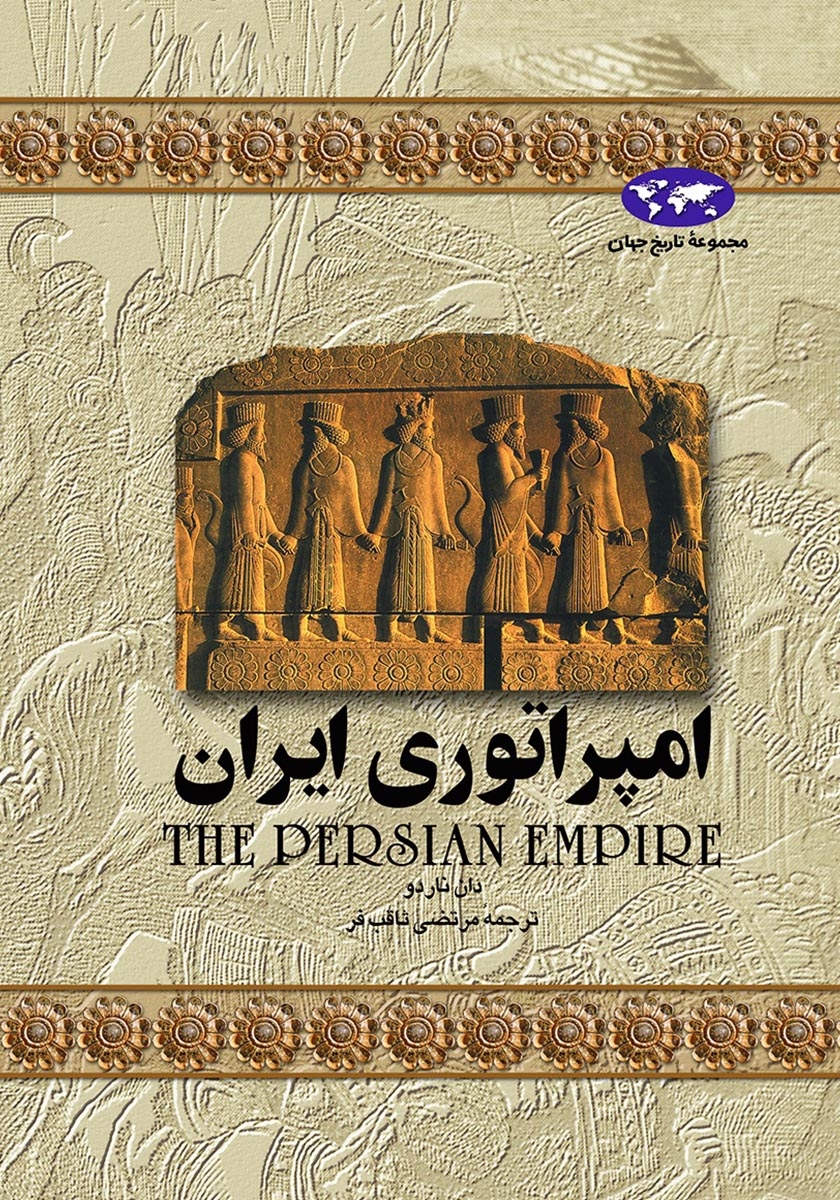 مجموعهٔ تاریخ جهان
امپراتوری ایران
THE PERSIAN EMPIRE
دان ناردو
ترجمه مرتضی ثاقب فر